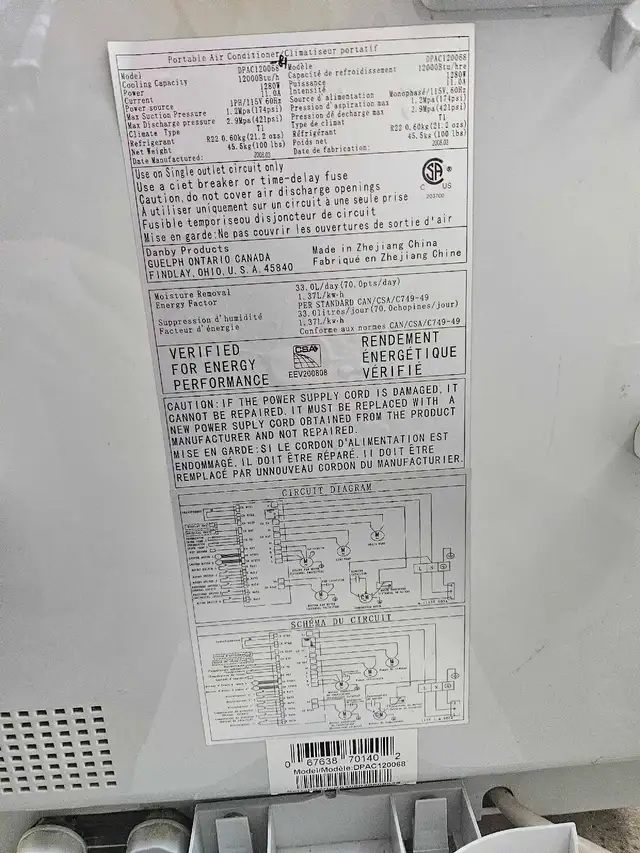 Portable Air Conditioner/Climatiseur portatif
Model DPAC120068 Modèle DPAC120068
Cooling Capacity 12000Btu/h Capacité de refroidissement 12000Btu/hre
Power 1280W Puissance 1280W
Current 11.0A Intensité 11.0A
Power source 1PH/115V, 60Hz Source d'alimentation Monophasé/115V, 60Hz
Max Suction Pressure 1.2Mpa(174psi) Pression d'aspiration max 1.2Mpa(174psi)
Max Discharge pressure 2.9Mpa(421psi) Pression de décharge max 2.9Mpa(421psi)
Climate Type T1 Type de climat T1
Refrigerant R22 0.60kg(21.2 ozs) Réfrigérant R22 0.60kg(21.2 ozs)
Net Weight 45.5kg(100 lbs) Poids net 45.5kg(100 lbs)
Date Manufactured: 2008.03 Date de fabrication: 2008.03
Use on Single outlet circuit only
Use a ciet breaker or time-delay fuse
Caution, do not cover air discharge openings
A utiliser uniquement sur un circuit à une seule prise
Fusible temporiseou disjoncteur de circuit
Mise en garde:Ne pas couvrir les ouvertures de sortie d'air
CSA ®
C US
203700
Danby Products Made in Zhejiang China
GUELPH ONTARIO CANADA Fabriqué en Zhejiang Chine
FINDLAY, OHIO, U. S. A. 45840
Moisture Removal 33.0L/day(70.0pts/day)
Energy Factor 1.37L/kw·h
PER STANDARD CAN/CSA/C749-49
Suppression d'humidité 33.0litres/jour(70.0chopines/jour)
Facteur d'énergie 1.37L/kw·h
Conforme aux normes CAN/CSA/C749-49
VERIFIED
FOR ENERGY
PERFORMANCE
CSA
EEV200808
RENDEMENT
ÉNERGÉTIQUE
VÉRIFIÉ
CAUTION: IF THE POWER SUPPLY CORD IS DAMAGED, IT
CANNOT BE REPAIRED. IT MUST BE REPLACED WITH A
NEW POWER SUPPLY CORD OBTAINED FROM THE PRODUCT
MANUFACTURER AND NOT REPAIRED.
MISE EN GARDE:SI LE CORDON D'ALIMENTATION EST
ENDOMMAGÉ, IL DOIT ÊTRE RÉPARÉ. II DOIT ÊTRE
REMPLACÉ PAR UNNOUVEAU CORDON DU MANUFACTURIER.
CIRCUIT DIAGRAM
SCHÉMA DU CIRCUIT
0 67638 70140 2
Model/Modèle:DPAC120068